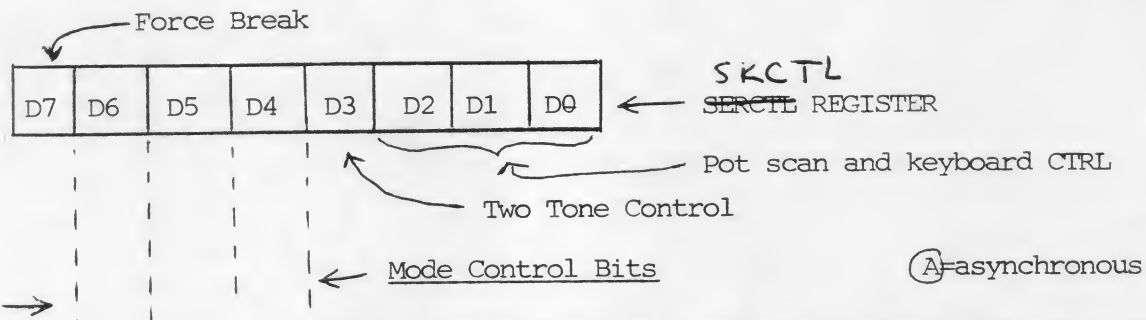 Force Break
SKCTL
D7 D6 D5 D4 D3 D2 D1 D0 SERCTL REGISTER
Pot scan and keyboard CTRL
Two Tone Control
Mode Control Bits
A=asynchronous